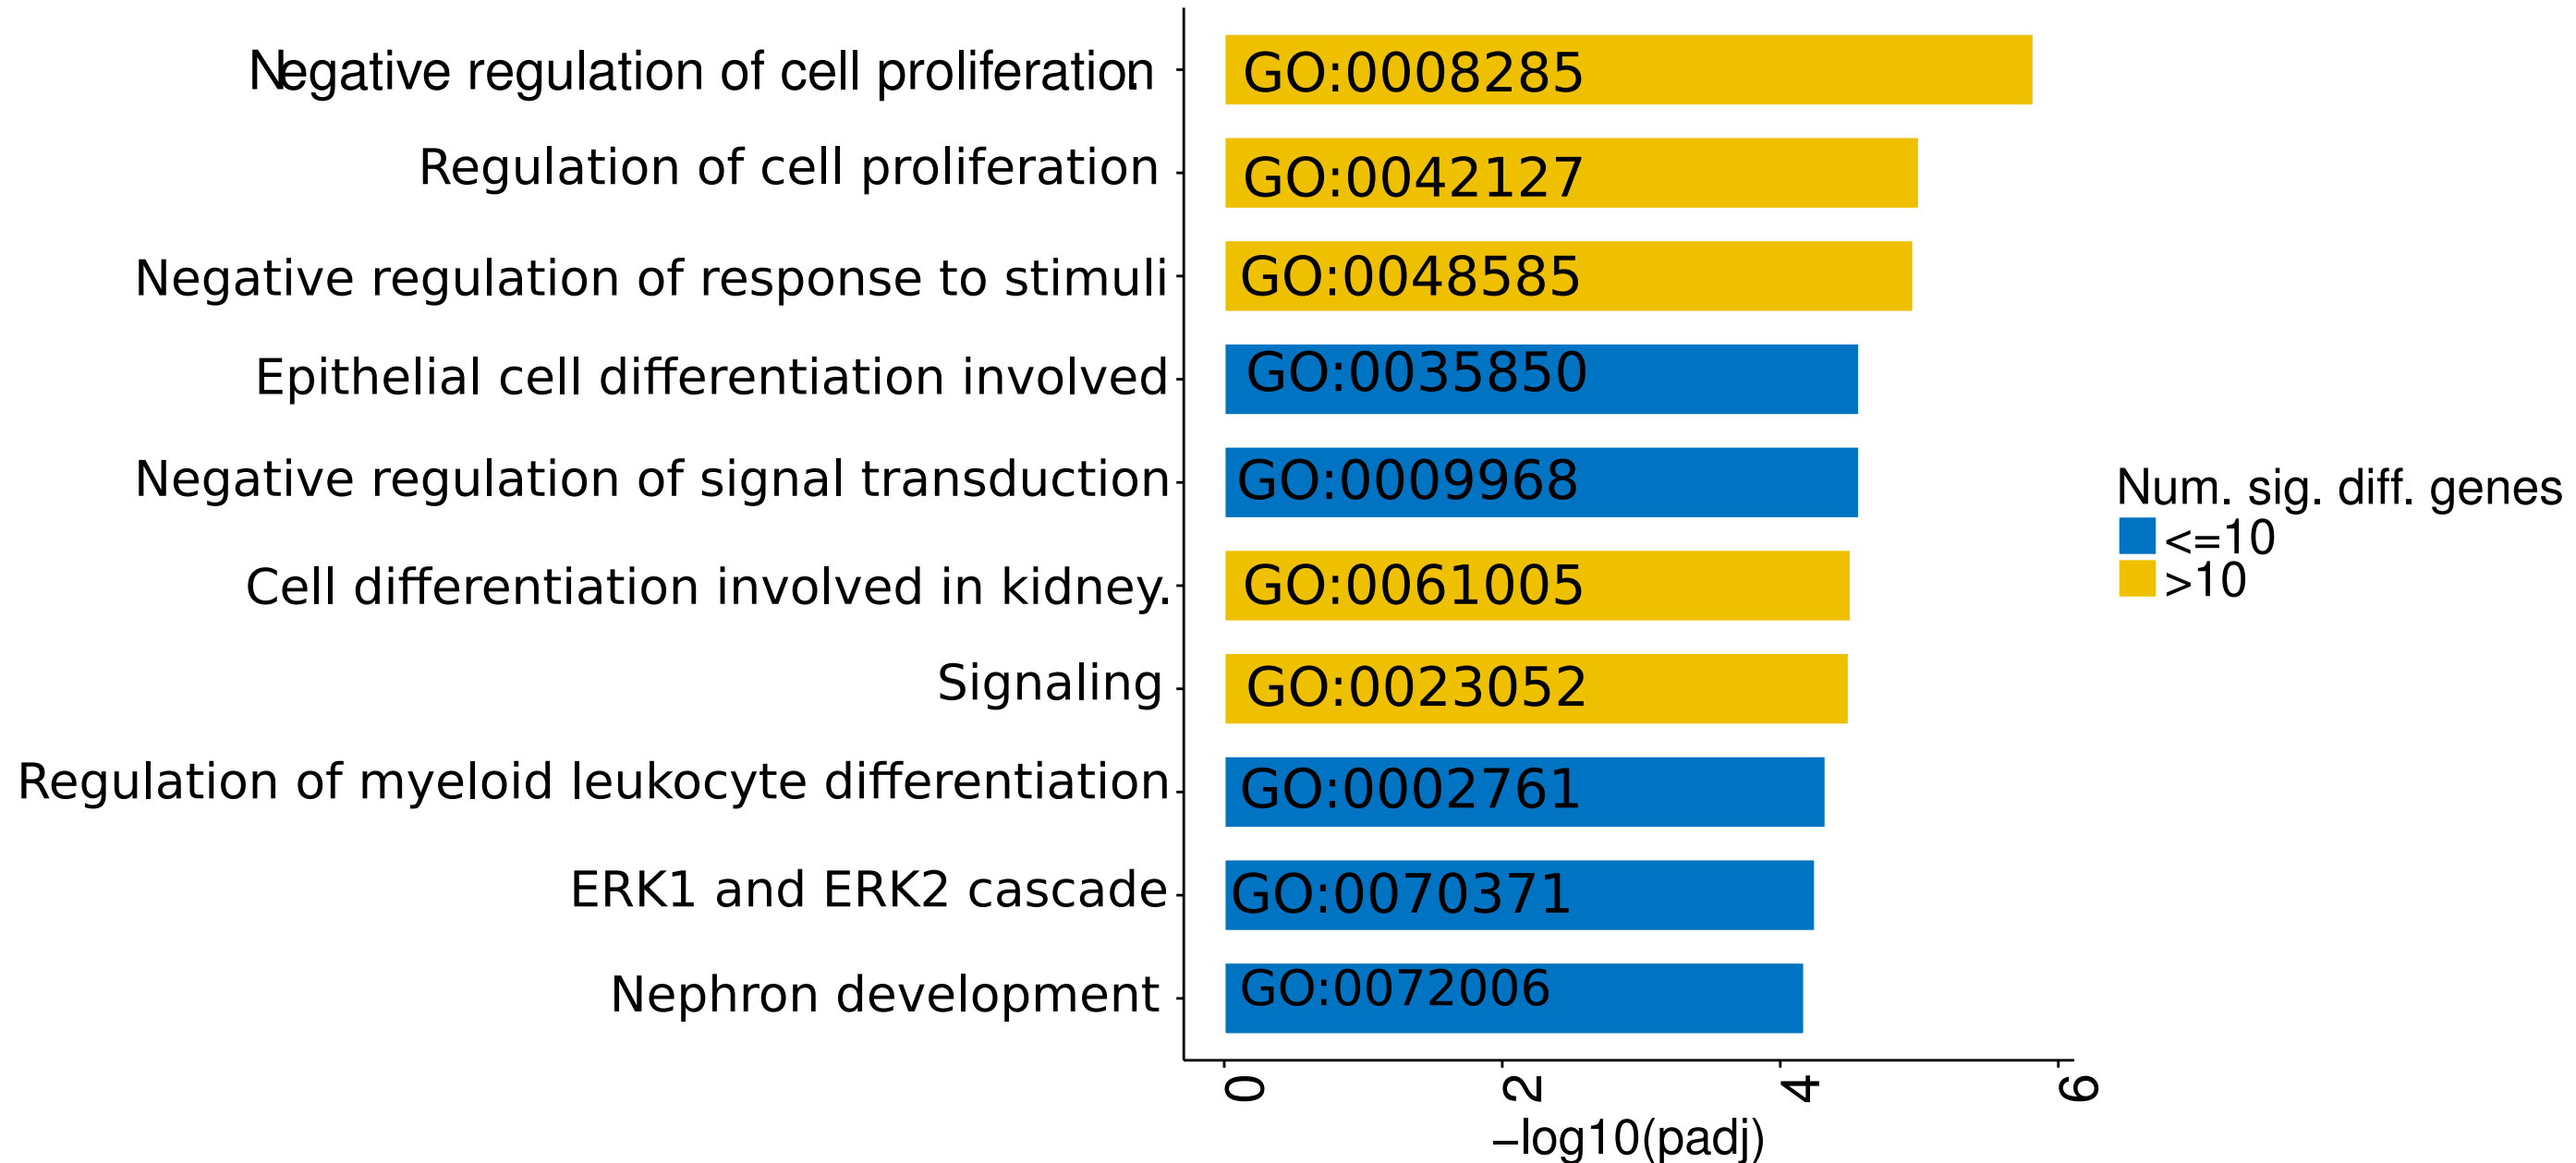 Negative regulation of cell proliferation. GO:0008285
Regulation of cell proliferation GO:0042127
Negative regulation of response to stimuli GO:0048585
Epithelial cell differentiation involved GO:0035850
Negative regulation of signal transduction GO:0009968
Cell differentiation involved in kidney. GO:0061005
Signaling GO:0023052
Regulation of myeloid leukocyte differentiation GO:0002761
ERK1 and ERK2 cascade GO:0070371
Nephron development GO:0072006
0 2 4 6
−log10(padj)
Num. sig. diff. genes
<=10
>10